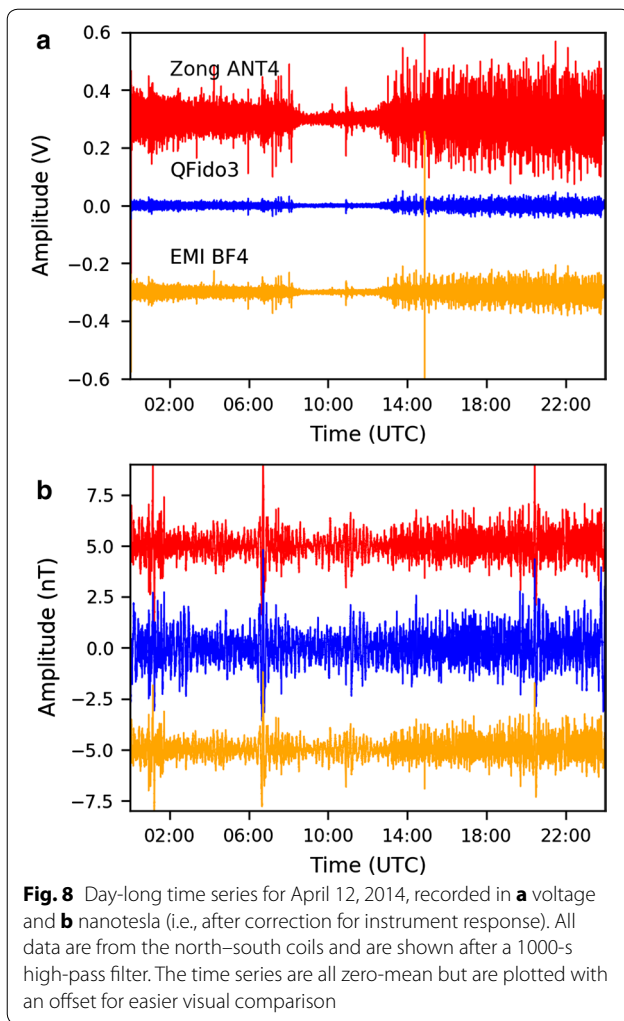 a
0.6
Zong ANT4
0.4
0.2
QFido3
0.0
EMI BF4
−0.2
−0.4
−0.6
Amplitude (V)
02:00 06:00 10:00 14:00 18:00 22:00
Time (UTC)
b
7.5
5.0
2.5
0.0
−2.5
−5.0
−7.5
Amplitude (nT)
02:00 06:00 10:00 14:00 18:00 22:00
Time (UTC)
Fig. 8 Day-long time series for April 12, 2014, recorded in a voltage
and b nanotesla (i.e., after correction for instrument response). All
data are from the north–south coils and are shown after a 1000-s
high-pass filter. The time series are all zero-mean but are plotted with
an offset for easier visual comparison